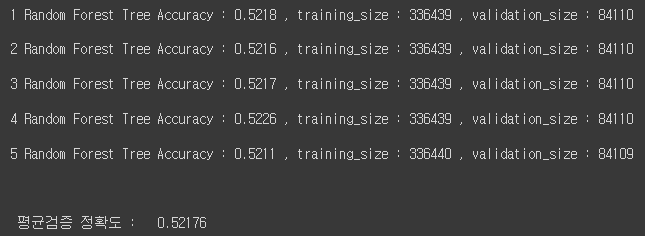 1 Random Forest Tree Accuracy : 0.5218 , training_size : 336439 , validation_size : 84110
2 Random Forest Tree Accuracy : 0.5216 , training_size : 336439 , validation_size : 84110
3 Random Forest Tree Accuracy : 0.5217 , training_size : 336439 , validation_size : 84110
4 Random Forest Tree Accuracy : 0.5226 , training_size : 336439 , validation_size : 84110
5 Random Forest Tree Accuracy : 0.5211 , training_size : 336440 , validation_size : 84109
평균검증 정확도 : 0.52176